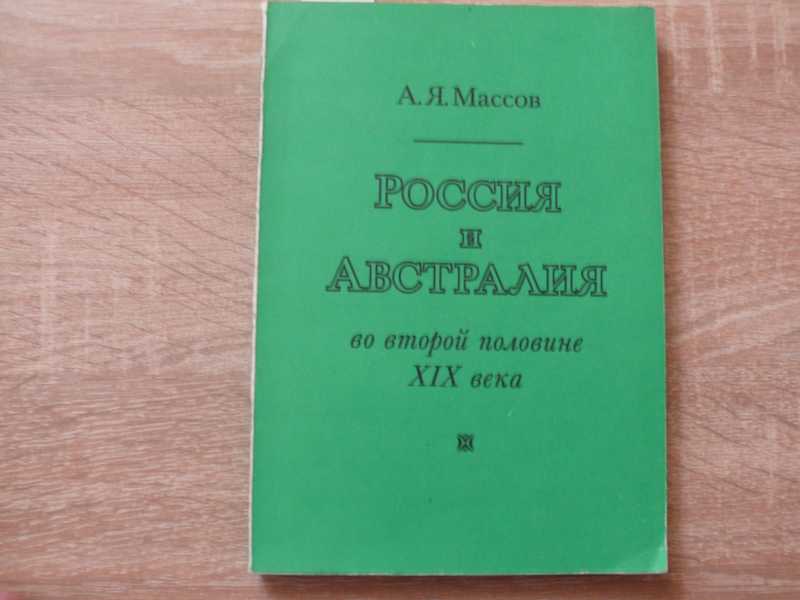 А. Я. Массов
Россия
и
Австралия
во второй половине
XIX века